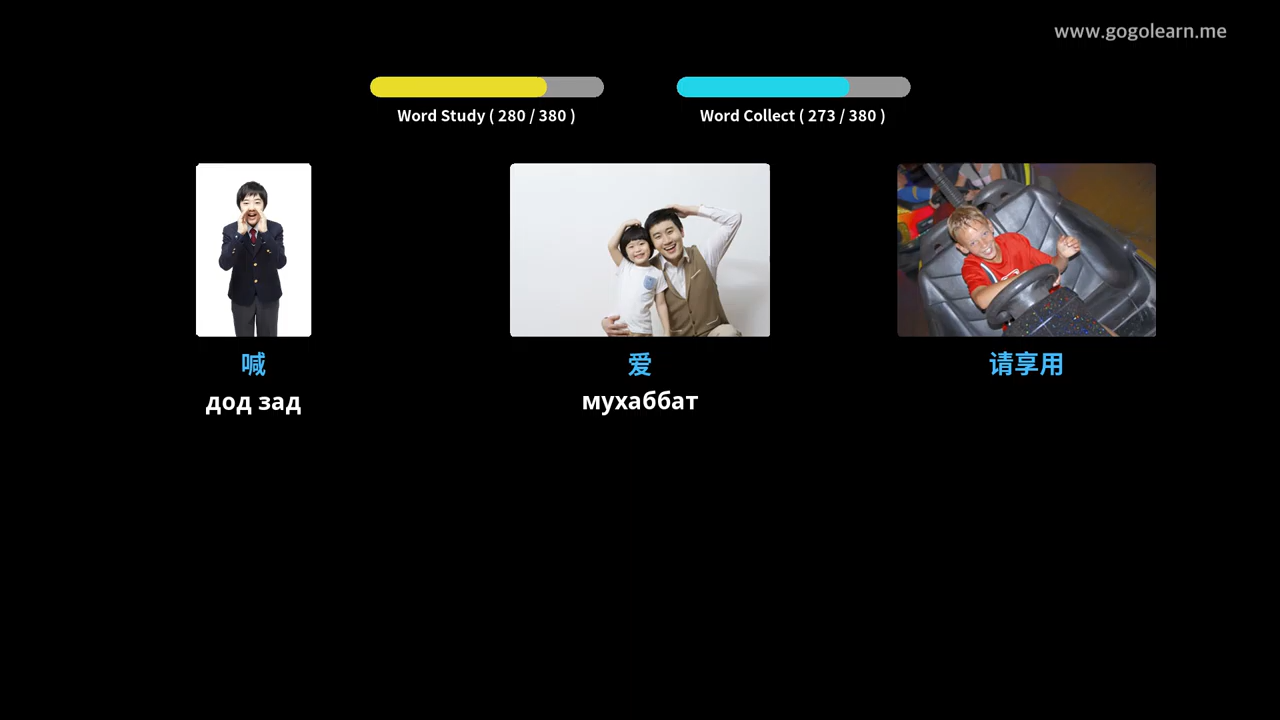 www.gogolearn.me
Word Study ( 280 / 380 )
Word Collect ( 273 / 380 )
喊
爱
请享用
дод зад
мухаббат